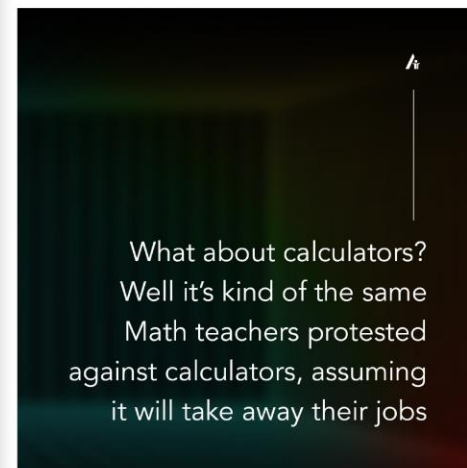 Air
What about calculators?
Well it’s kind of the same
Math teachers protested
against calculators, assuming
it will take away their jobs